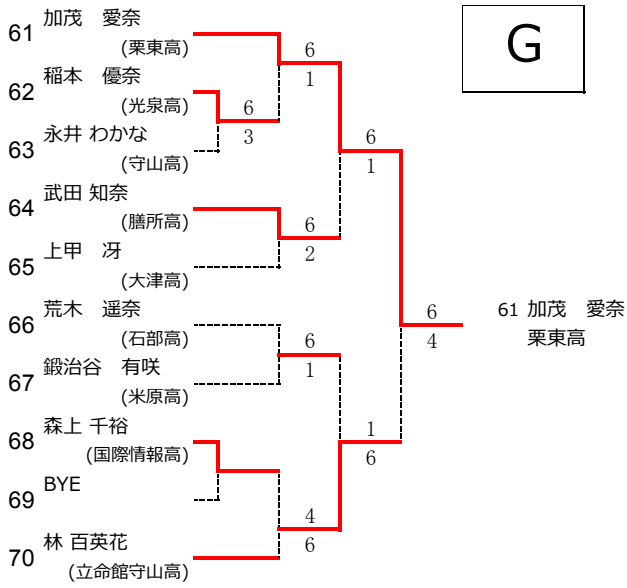 G
61 加茂　愛奈
(栗東高)
62 稲本　優奈
(光泉高)
63 永井 わかな
(守山高)
64 武田 知奈
(膳所高)
65 上甲　冴
(大津高)
66 荒木　遥奈
(石部高)
67 鍛治谷　有咲
(米原高)
68 森上 千裕
(国際情報高)
69 BYE
70 林 百英花
(立命館守山高)
6
1
6
3
6
1
6
2
6
4
61 加茂　愛奈
栗東高
6
1
1
6
4
6